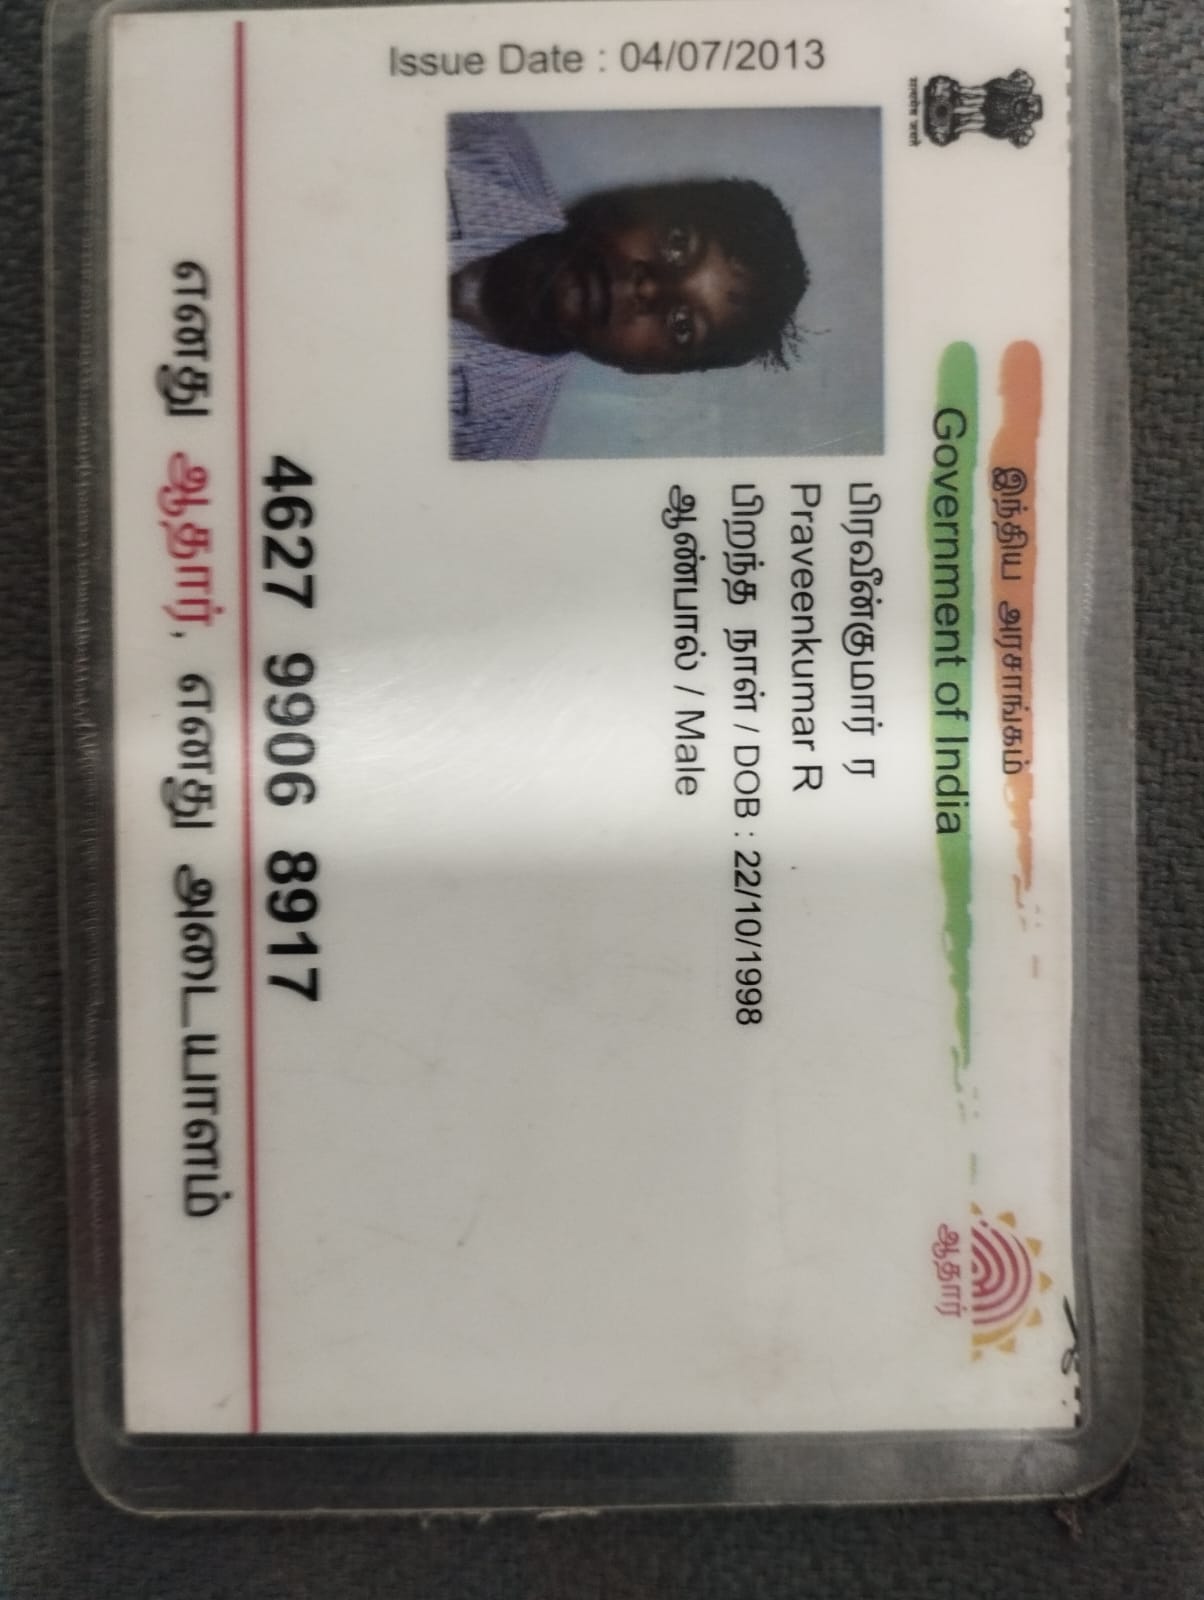 இந்திய அரசாங்கம்
Government of India
ஆதார்
Issue Date : 04/07/2013
பிரவீன்குமார் ர
Praveenkumar R
பிறந்த நாள் / DOB : 22/10/1998
ஆண்பால் / Male
4627 9906 8917
எனது ஆதார், எனது அடையாளம்